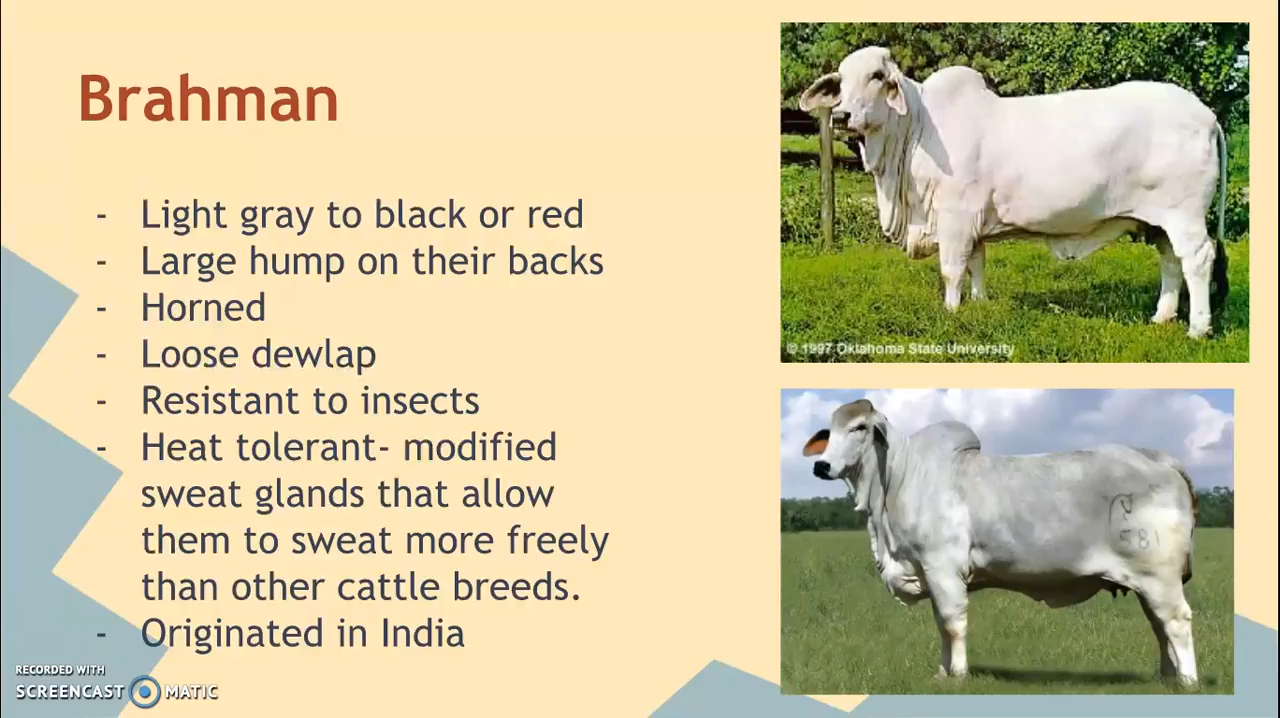 Brahman
- Light gray to black or red
- Large hump on their backs
- Horned
- Loose dewlap
- Resistant to insects
- Heat tolerant- modified
sweat glands that allow
them to sweat more freely
than other cattle breeds.
- Originated in India
© 1997 Oklahoma State University
581
RECORDED WITH
SCREENCAST MATIC